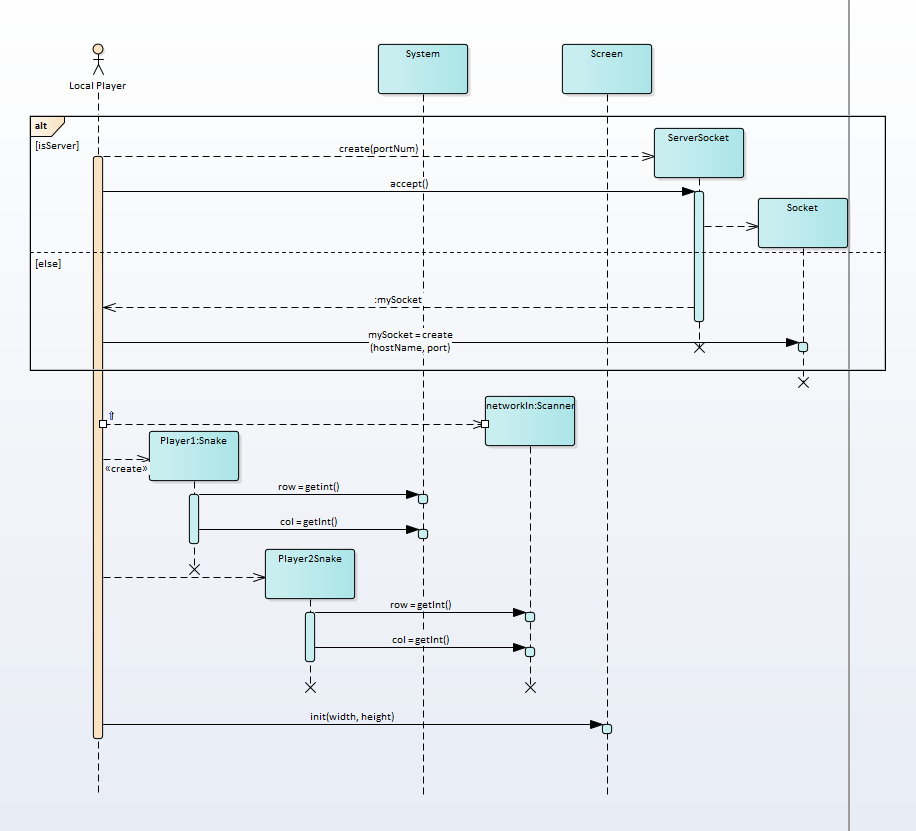 System
Screen
Local Player
alt
[isServer]
ServerSocket
create(portNum)
accept()
Socket
[else]
:mySocket
mySocket = create
(hostName, port)
networkIn:Scanner
Player1:Snake
«create»
row = getint()
col = getInt()
Player2Snake
row = getInt()
col = getInt()
init(width, height)